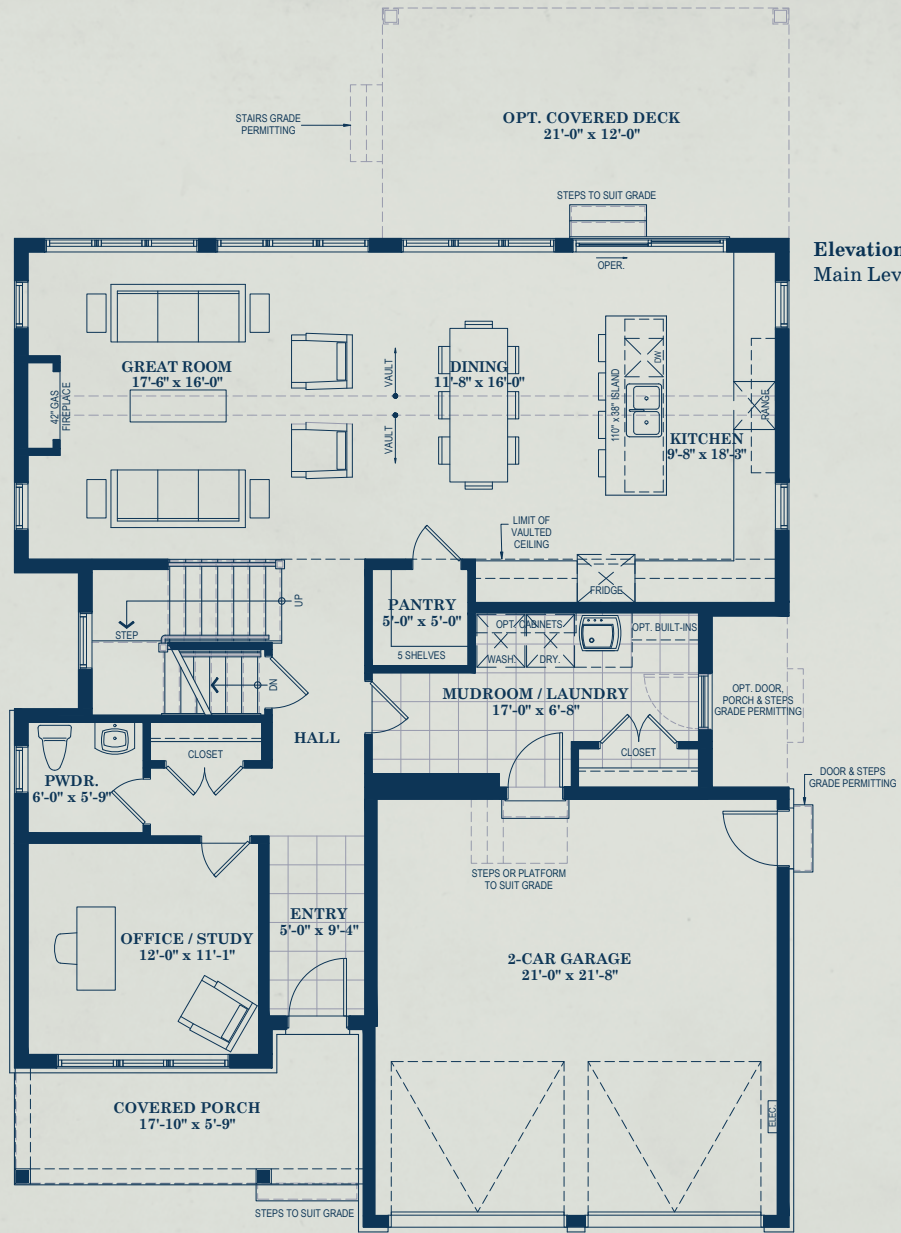 STAIRS GRADE
PERMITTING
OPT. COVERED DECK
21'-0" x 12'-0"
STEPS TO SUIT GRADE
OPER.
Elevation
Main Lev
GREAT ROOM
17'-6" x 16'-0"
42" GAS
FIREPLACE
VAULT
VAULT
DINING
11'-8" x 16'-0"
110" x 38" ISLAND
DW
RANGE
KITCHEN
9'-8" x 18'-3"
LIMIT OF
VAULTED
CEILING
FRIDGE
UP
STEP
DN
PANTRY
5'-0" x 5'-0"
5 SHELVES
OPT. CABINETS
WASH.
DRY.
OPT. BUILT-INS
MUDROOM / LAUNDRY
17'-0" x 6'-8"
OPT. DOOR,
PORCH & STEPS
GRADE PERMITTING
HALL
CLOSET
CLOSET
PWDR.
6'-0" x 5'-9"
DOOR & STEPS
GRADE PERMITTING
STEPS OR PLATFORM
TO SUIT GRADE
ENTRY
5'-0" x 9'-4"
OFFICE / STUDY
12'-0" x 11'-1"
2-CAR GARAGE
21'-0" x 21'-8"
COVERED PORCH
17'-10" x 5'-9"
ELEC.
STEPS TO SUIT GRADE